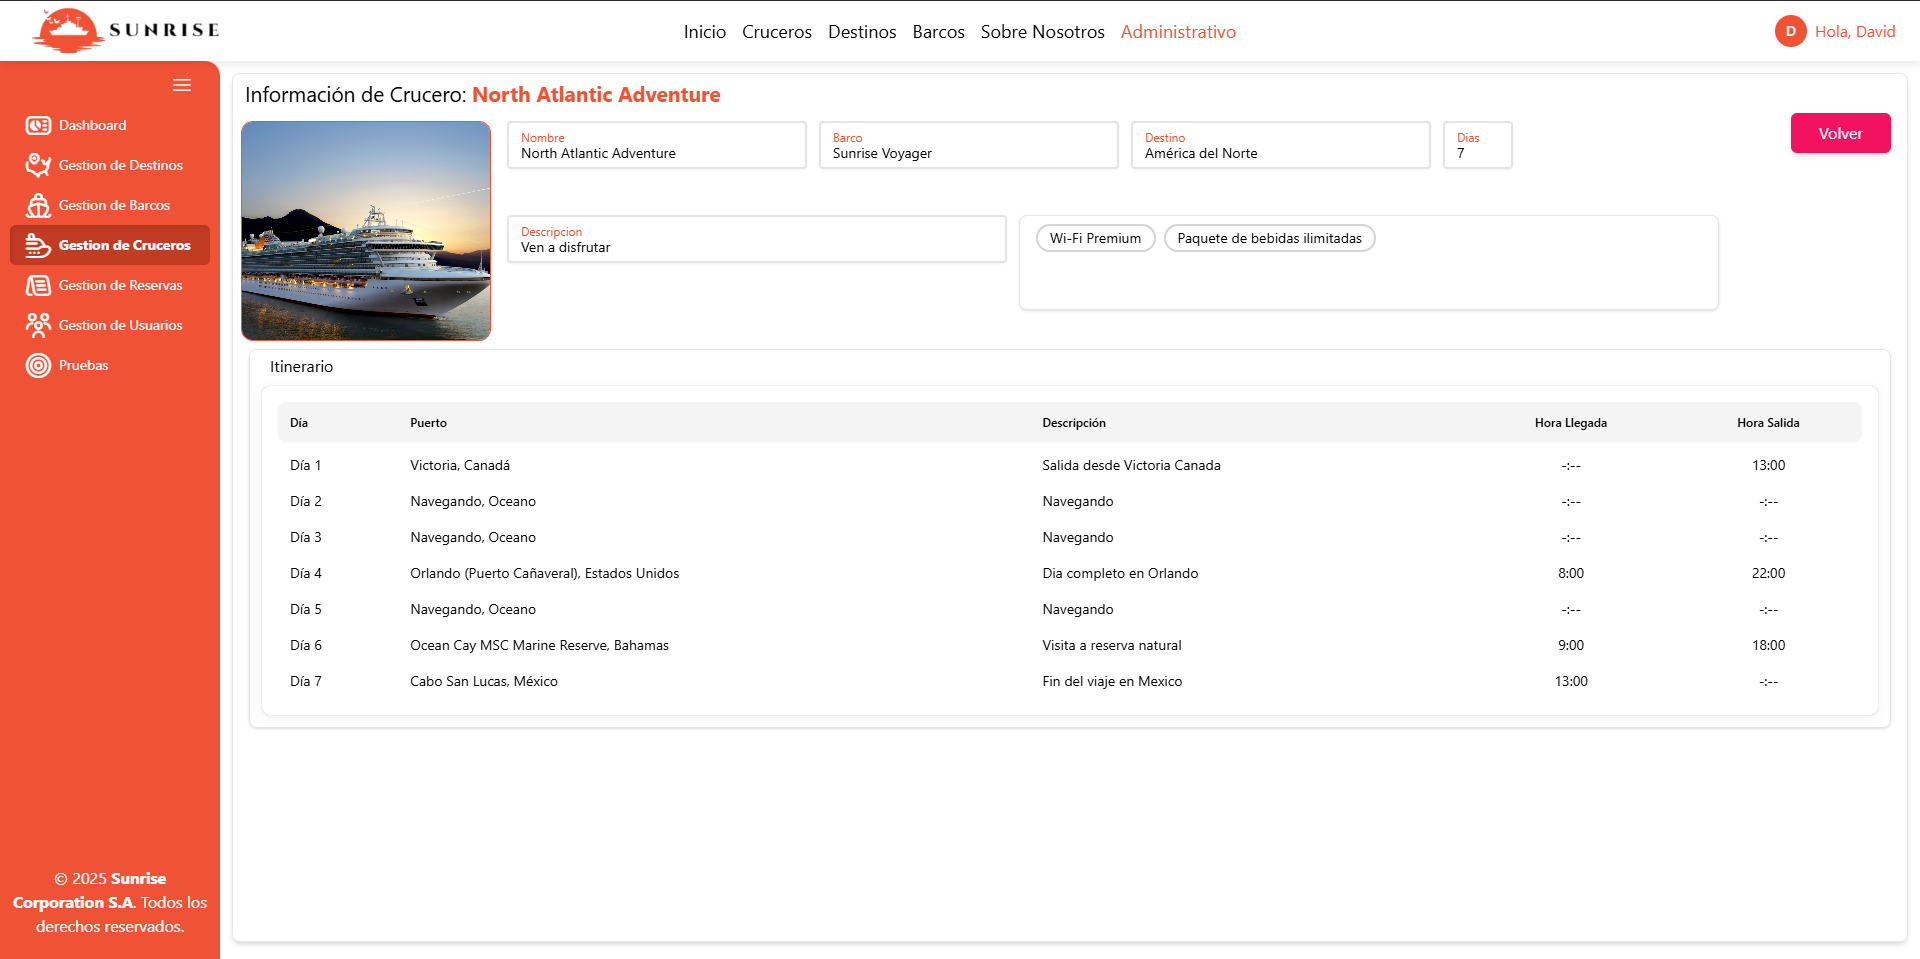 SUNRISE
Inicio Cruceros Destinos Barcos Sobre Nosotros Administrativo
D Hola, David
Dashboard
Gestion de Destinos
Gestion de Barcos
Gestion de Cruceros
Gestion de Reservas
Gestion de Usuarios
Pruebas
© 2025 Sunrise
Corporation S.A. Todos los
derechos reservados.
Información de Crucero: North Atlantic Adventure
Volver
Nombre
North Atlantic Adventure
Barco
Sunrise Voyager
Destino
América del Norte
Dias
7
Descripcion
Ven a disfrutar
Wi-Fi Premium Paquete de bebidas ilimitadas
Itinerario
Día Puerto Descripción Hora Llegada Hora Salida
Día 1 Victoria, Canadá Salida desde Victoria Canada -:-- 13:00
Día 2 Navegando, Oceano Navegando -:-- -:--
Día 3 Navegando, Oceano Navegando -:-- -:--
Día 4 Orlando (Puerto Cañaveral), Estados Unidos Dia completo en Orlando 8:00 22:00
Día 5 Navegando, Oceano Navegando -:-- -:--
Día 6 Ocean Cay MSC Marine Reserve, Bahamas Visita a reserva natural 9:00 18:00
Día 7 Cabo San Lucas, México Fin del viaje en Mexico 13:00 -:--